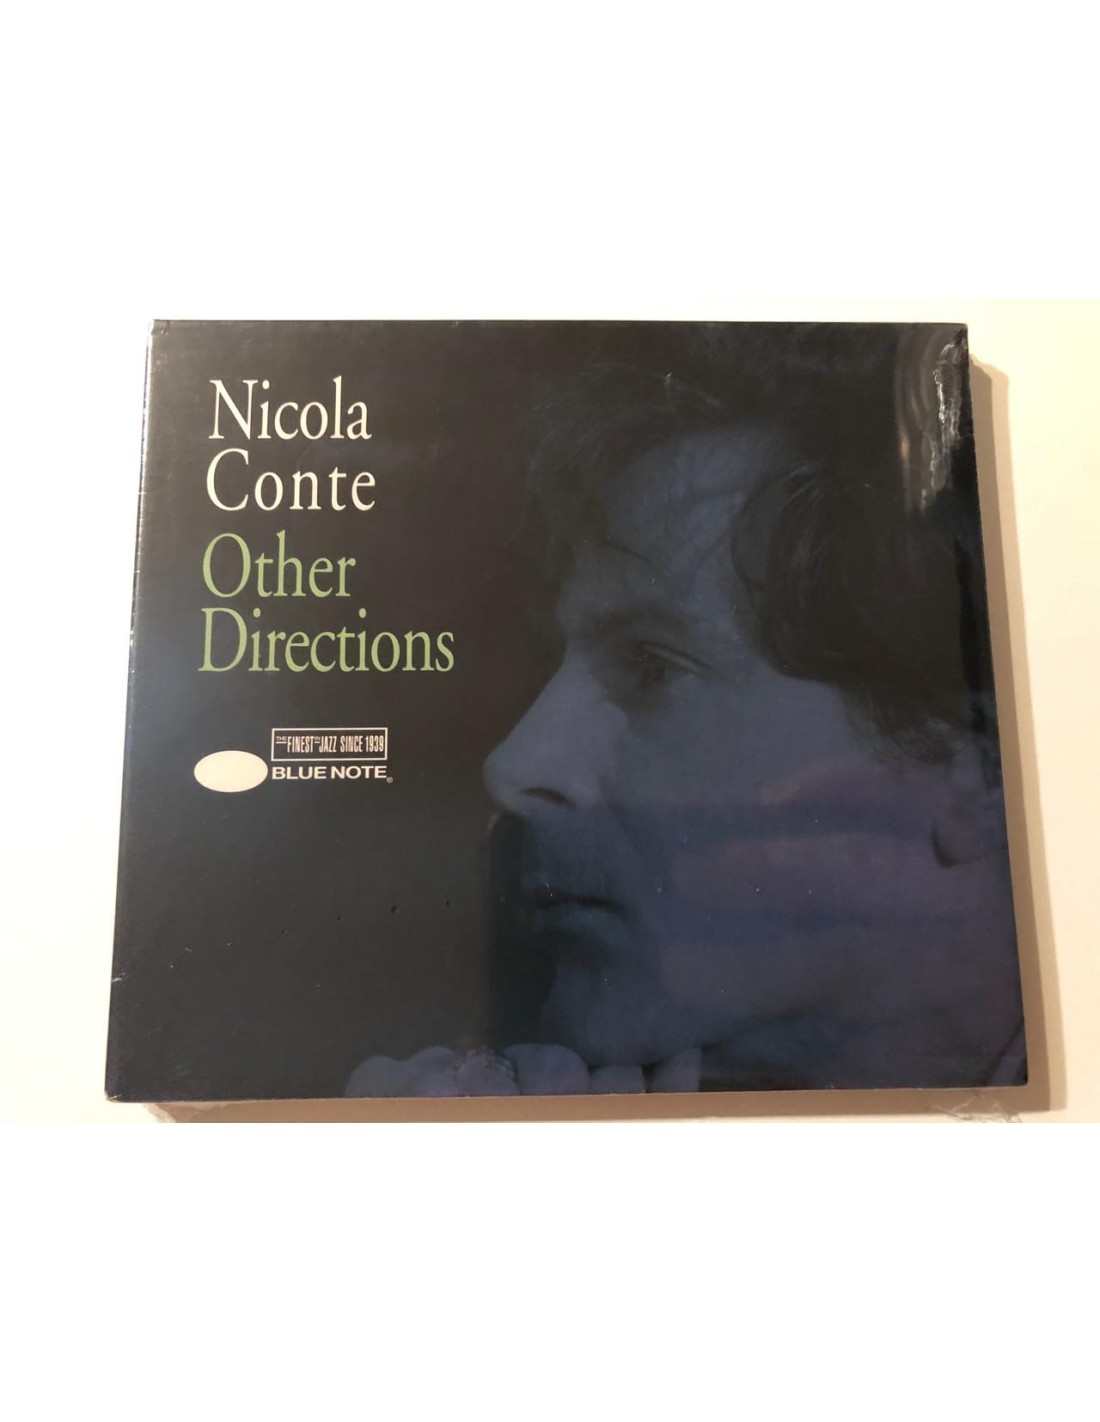 Nicola
Conte
Other
Directions
THE FINEST IN JAZZ SINCE 1939
BLUE NOTE®